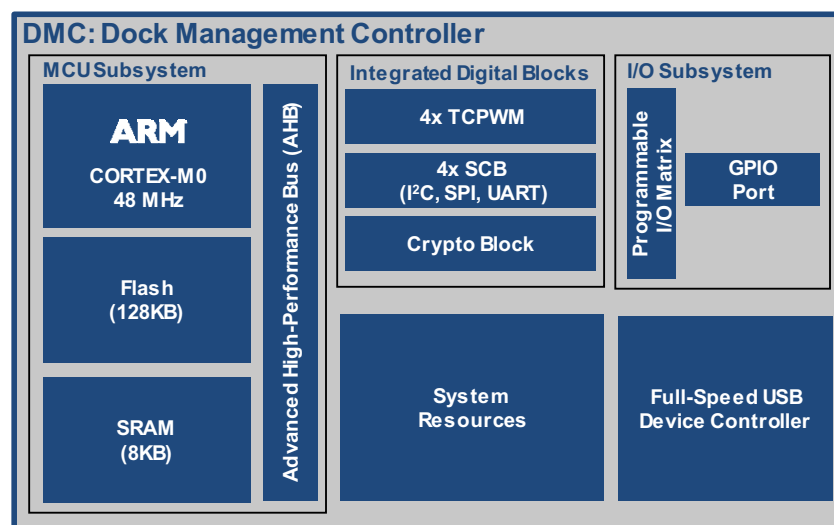 DMC: Dock Management Controller
MCU Subsystem
ARM
CORTEX-M0
48 MHz
Flash
(128KB)
SRAM
(8KB)
Advanced High-Performance Bus (AHB)
Integrated Digital Blocks
4x TCPWM
4x SCB
(I²C, SPI, UART)
Crypto Block
I/O Subsystem
Programmable
I/O Matrix
GPIO
Port
System
Resources
Full-Speed USB
Device Controller